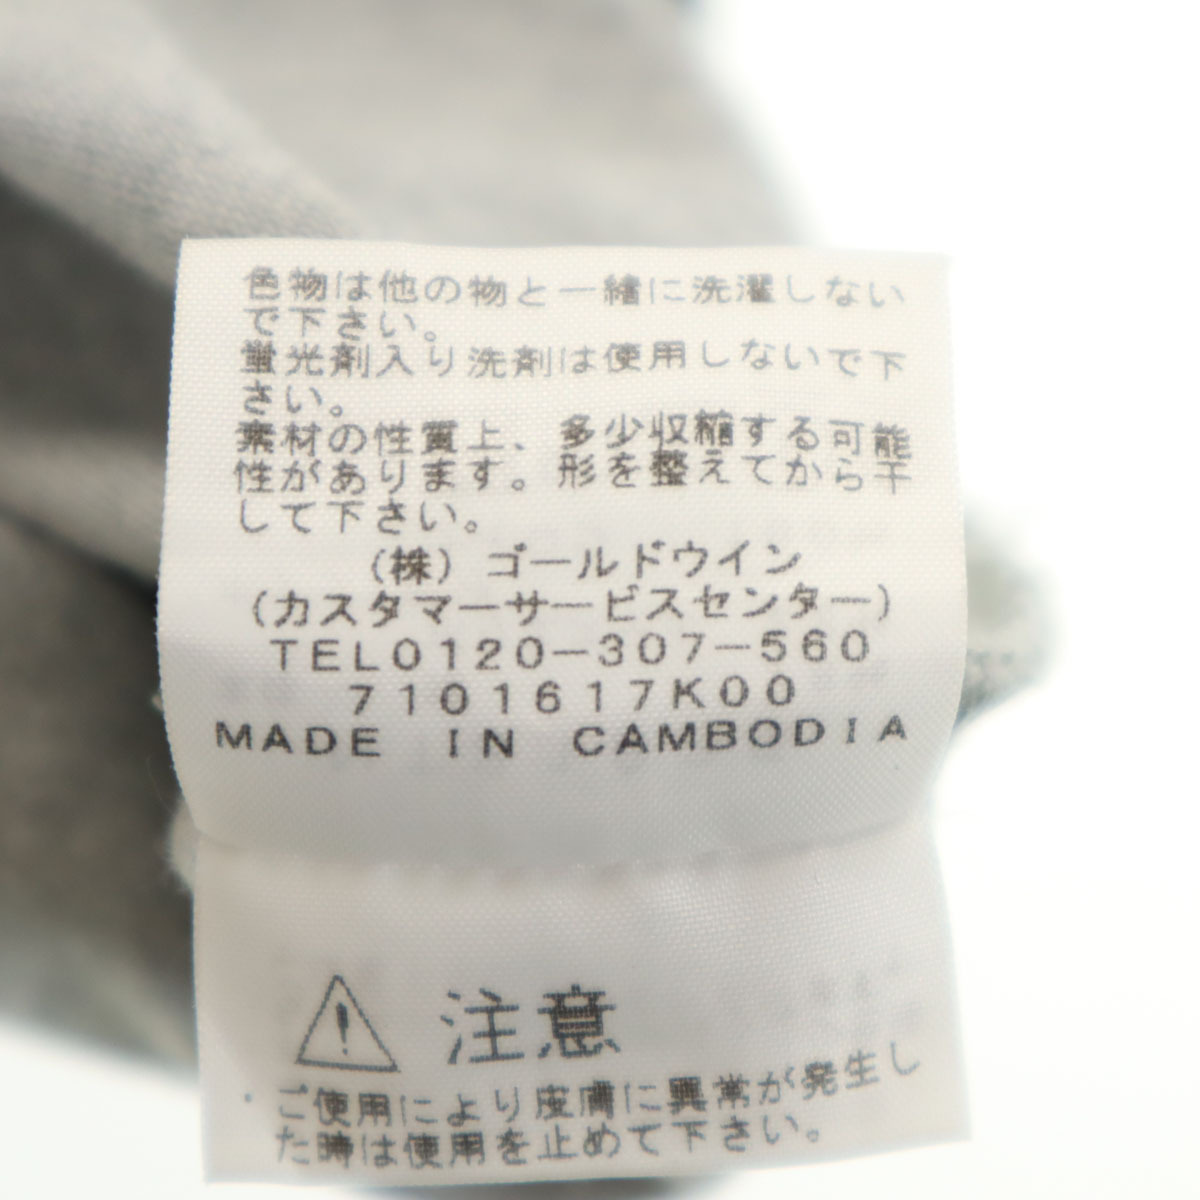 色物は他の物と一緒に洗濯しない
で下さい。
蛍光剤入り洗剤は使用しないで下
さい。
素材の性質上、多少収縮する可能
性があります。形を整えてから干
して下さい。
(株)ゴールドウイン
(カスタマーサービスセンター)
TEL0120-307-560
7101617K00
MADE IN CAMBODIA
注意
・ご使用により皮膚に異常が発生し
た時は使用を止めて下さい。